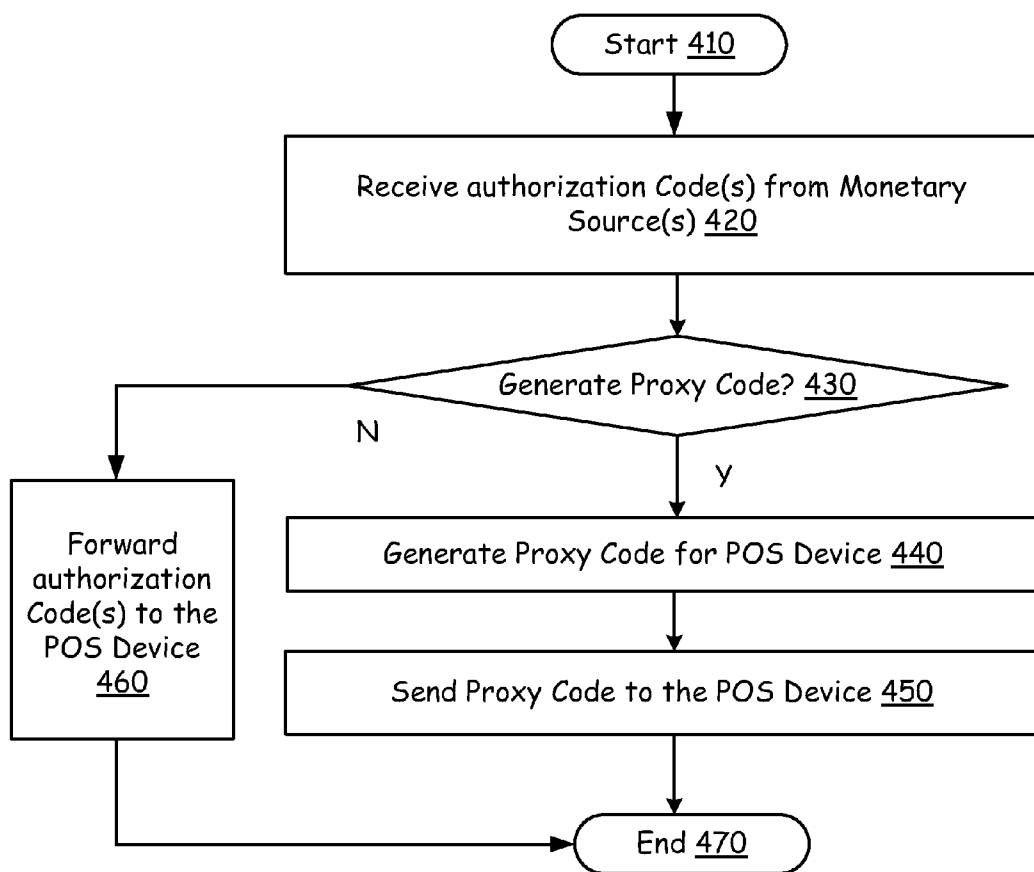 Start 410
Receive authorization Code(s) from Monetary
Source(s) 420
Generate Proxy Code? 430
N
Y
Forward
authorization
Code(s) to the
POS Device
460
Generate Proxy Code for POS Device 440
Send Proxy Code to the POS Device 450
End 470